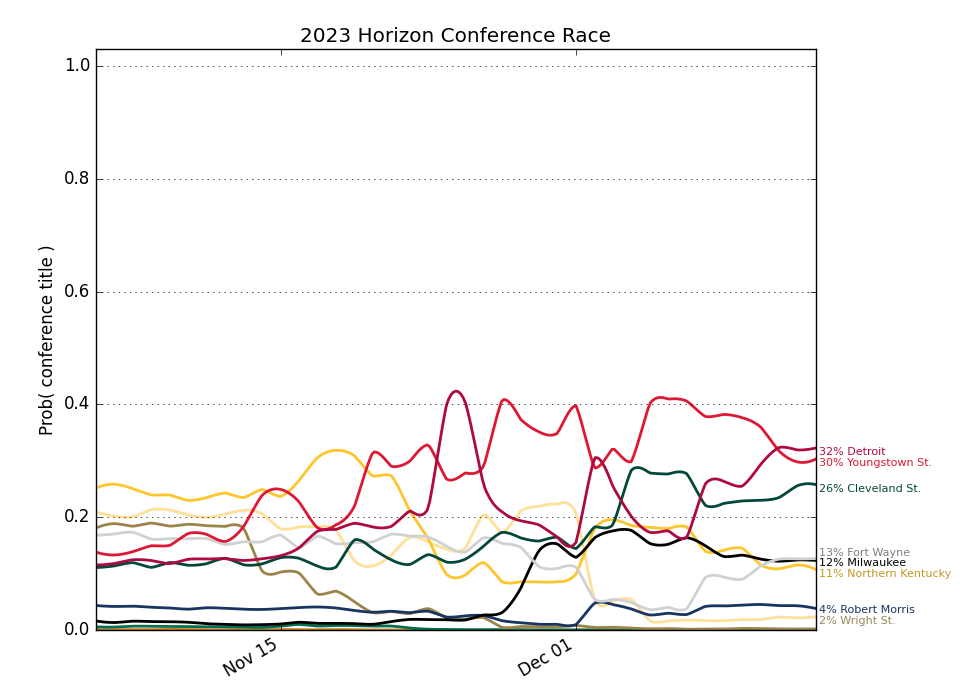 2023 Horizon Conference Race
Prob( conference title )
1.0
0.8
0.6
0.4
0.2
0.0
Nov 15
Dec 01
32% Detroit
30% Youngstown St.
26% Cleveland St.
13% Fort Wayne
12% Milwaukee
11% Northern Kentucky
4% Robert Morris
2% Wright St.